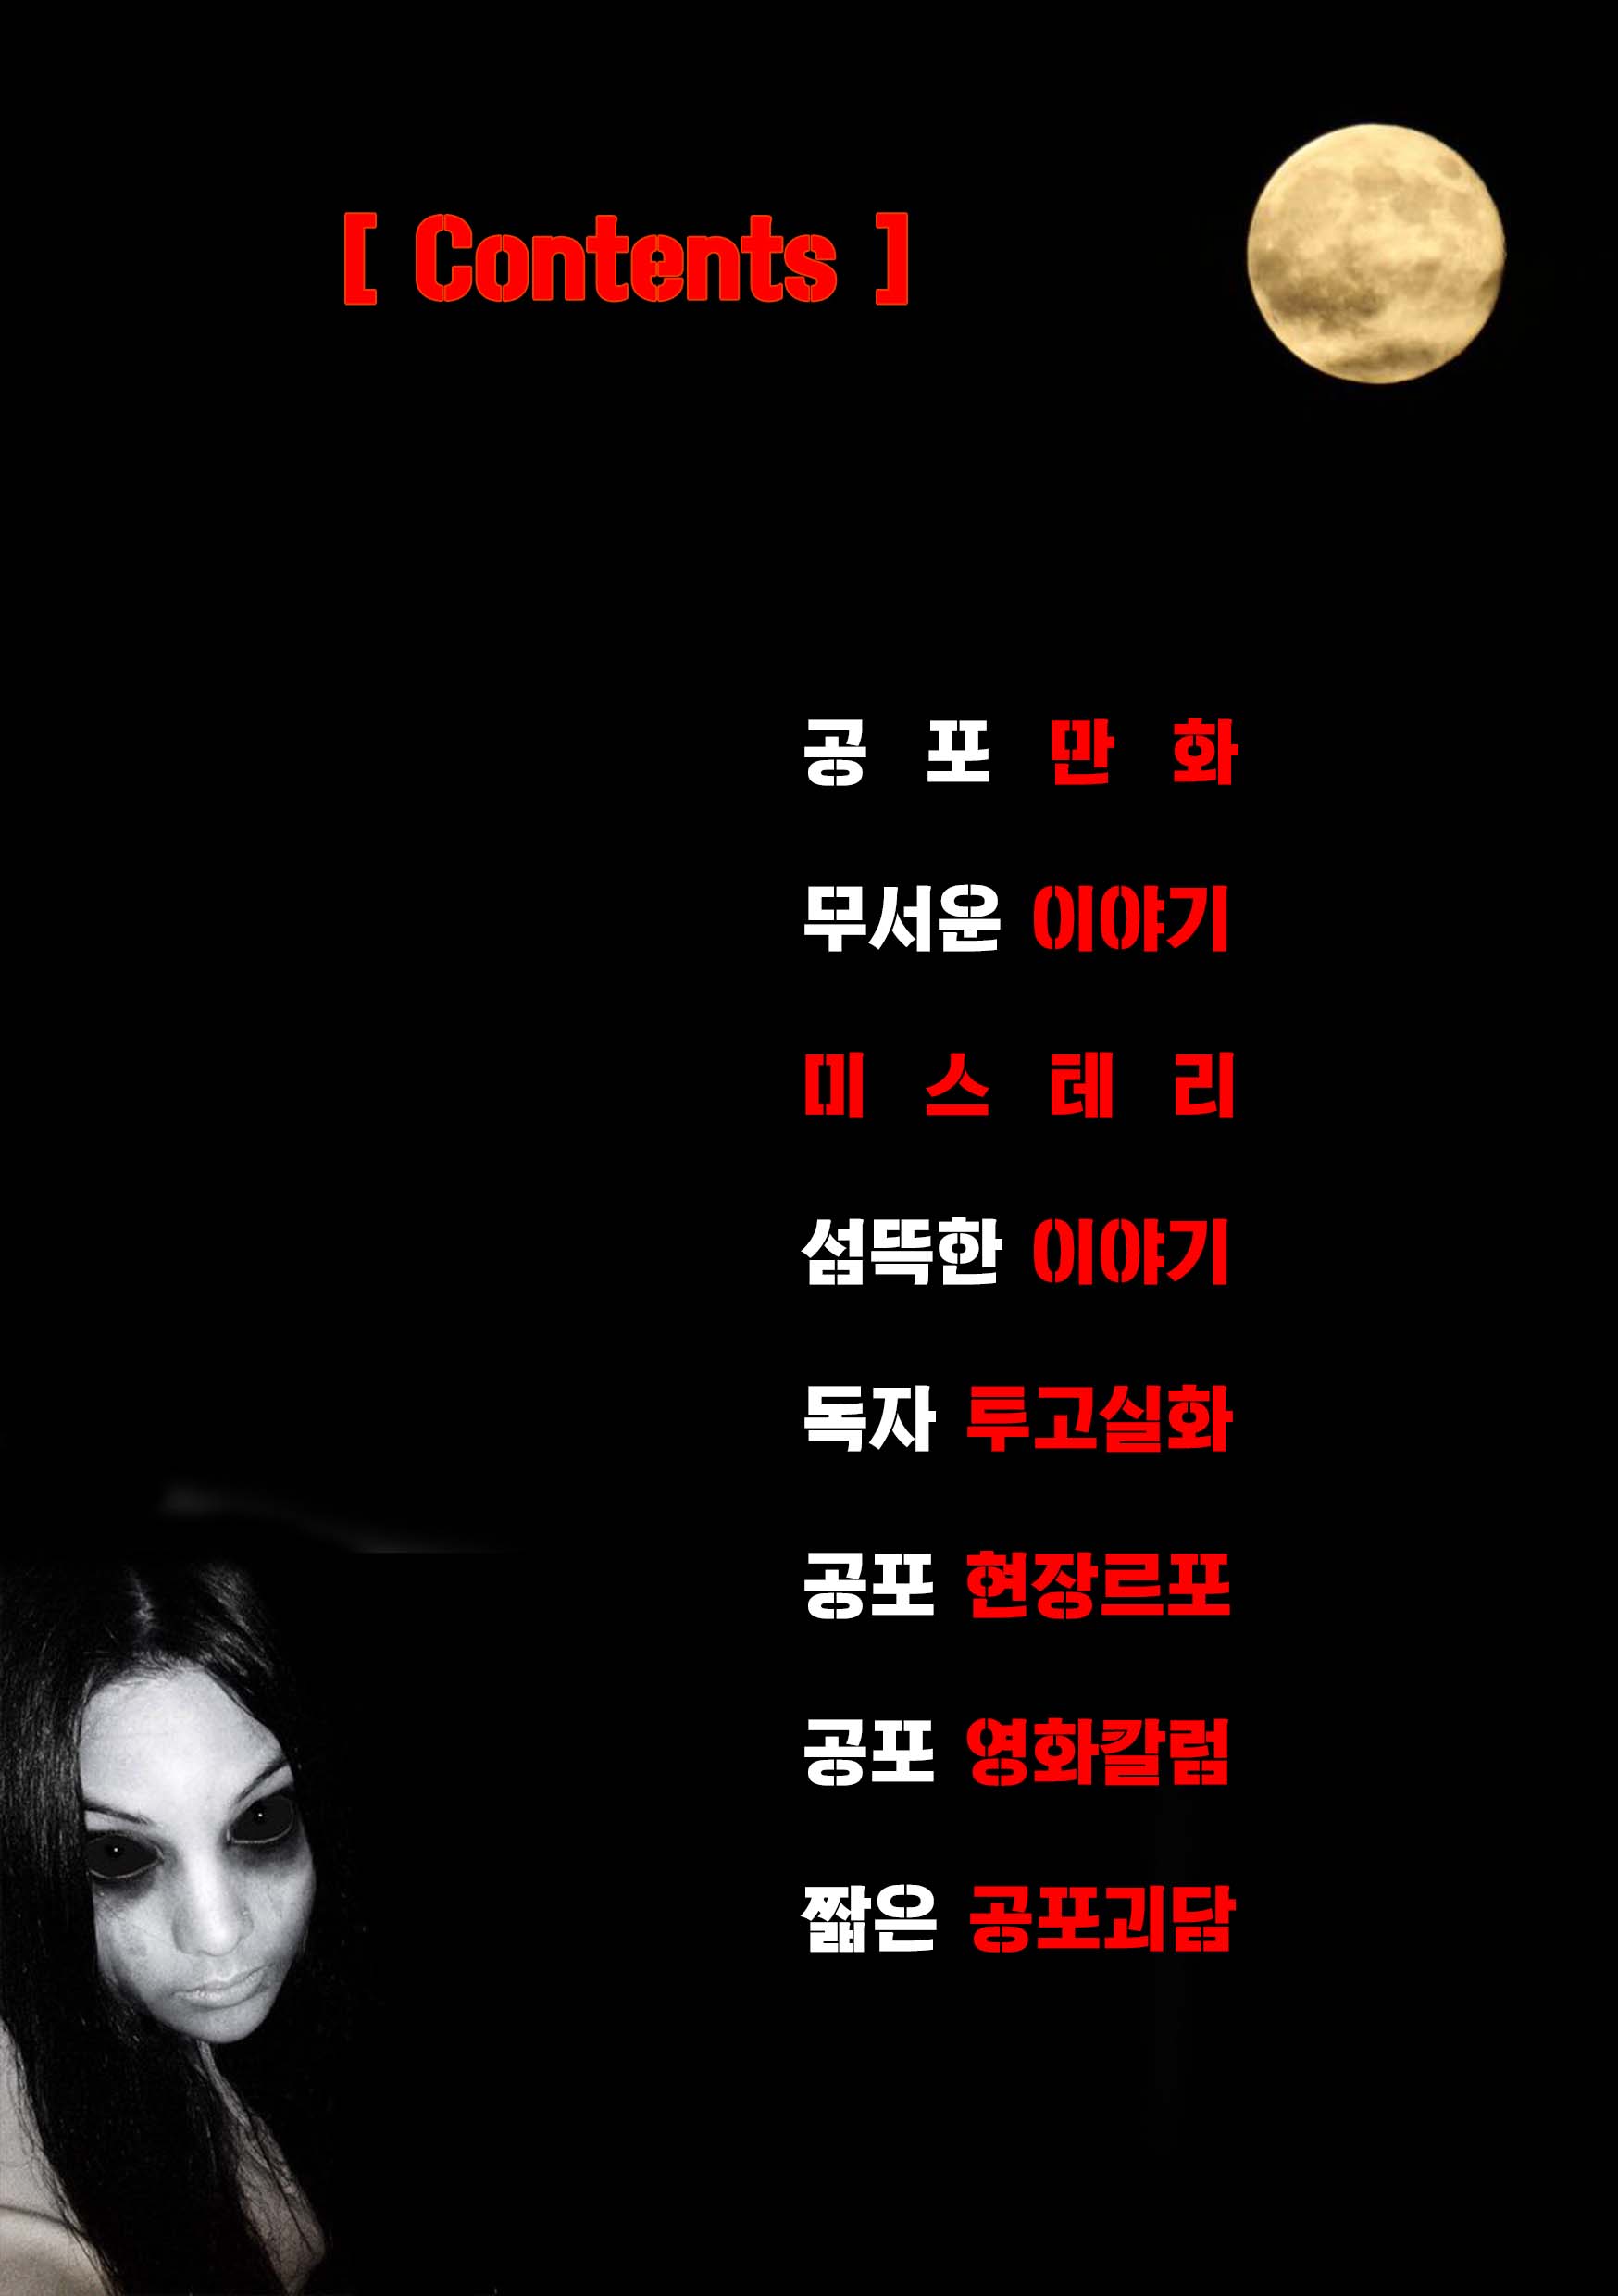 [ Contents ]
공 포 만 화
무서운 이야기
미 스 테 리
섬뜩한 이야기
독자 투고실화
공포 현장르포
공포 영화칼럼
짧은 공포괴담